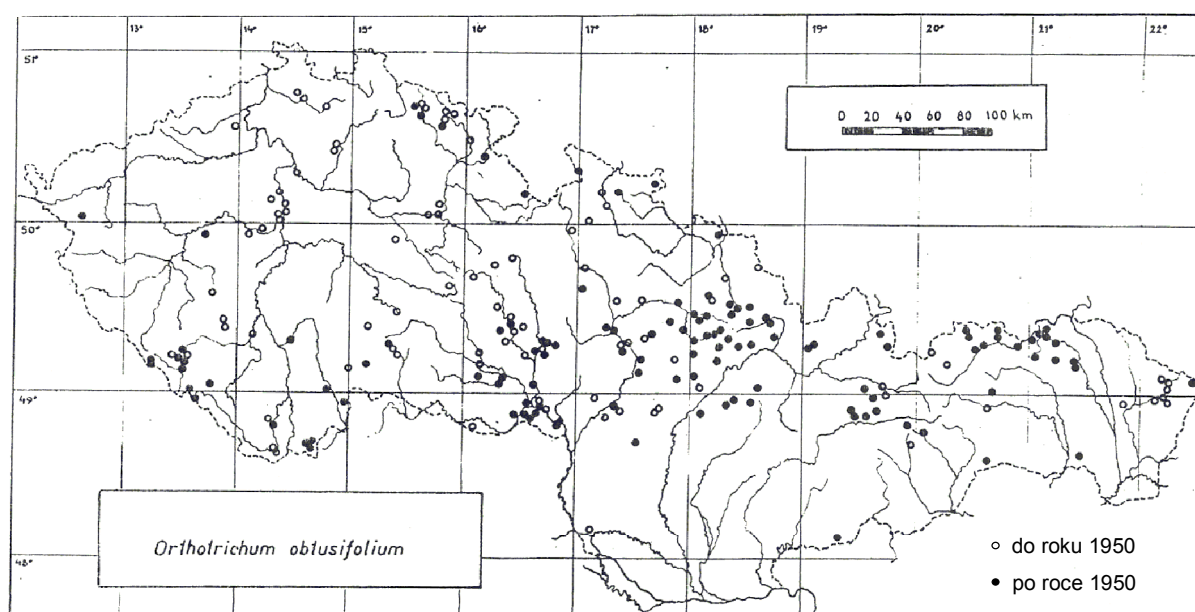 13° 14° 15° 16° 17° 18° 19° 20° 21° 22°
51°
0 20 40 60 80 100 km
50°
49°
Orthotrichum obtusifolium
48°
○ do roku 1950
● po roce 1950